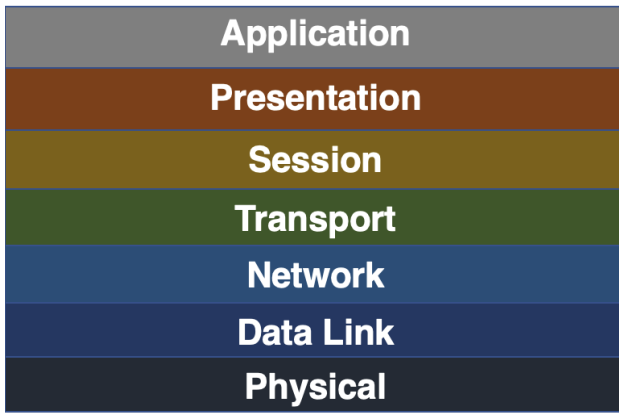 Application
Presentation
Session
Transport
Network
Data Link
Physical